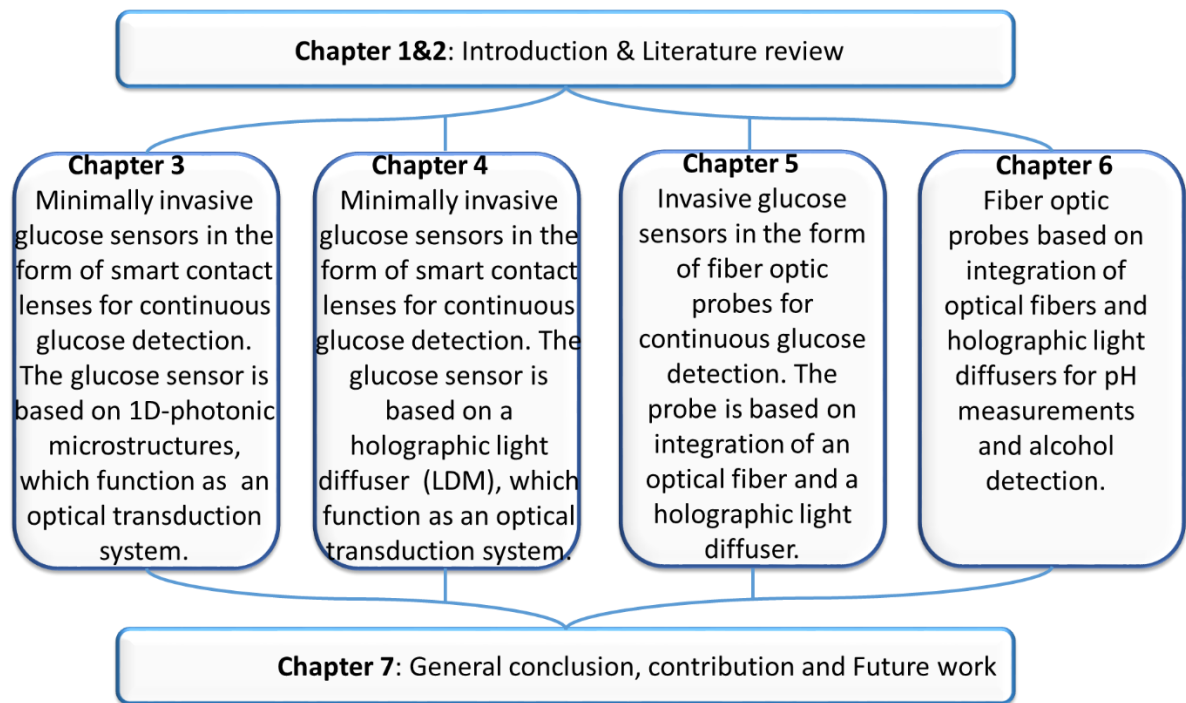 Chapter 1&2: Introduction & Literature review
Chapter 3
Minimally invasive
glucose sensors in the
form of smart contact
lenses for continuous
glucose detection.
The glucose sensor is
based on 1D-photonic
microstructures,
which function as an
optical transduction
system.
Chapter 4
Minimally invasive
glucose sensors in the
form of smart contact
lenses for continuous
glucose detection. The
glucose sensor is
based on a
holographic light
diffuser (LDM), which
function as an optical
transduction system.
Chapter 5
Invasive glucose
sensors in the form
of fiber optic
probes for
continuous glucose
detection. The
probe is based on
integration of an
optical fiber and a
holographic light
diffuser.
Chapter 6
Fiber optic
probes based on
integration of
optical fibers and
holographic light
diffusers for pH
measurements
and alcohol
detection.
Chapter 7: General conclusion, contribution and Future work